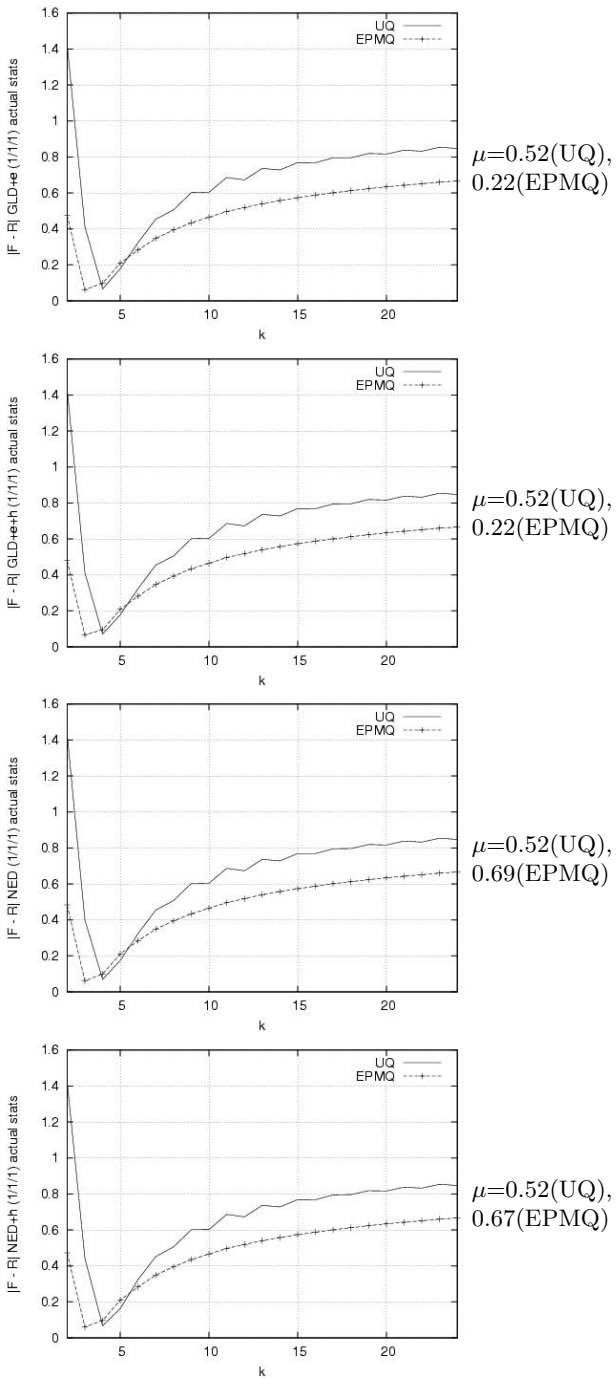 1.6
1.4
1.2
1
0.8
0.6
0.4
0.2
0
|F - R| GLD+e (1/1/1) actual stats
UQ
EPMQ
5 10 15 20
k
μ=0.52(UQ),
0.22(EPMQ)
1.6
1.4
1.2
1
0.8
0.6
0.4
0.2
0
|F - R| GLD+e+h (1/1/1) actual stats
UQ
EPMQ
5 10 15 20
k
μ=0.52(UQ),
0.22(EPMQ)
1.6
1.4
1.2
1
0.8
0.6
0.4
0.2
0
|F - R| NED (1/1/1) actual stats
UQ
EPMQ
5 10 15 20
k
μ=0.52(UQ),
0.69(EPMQ)
1.6
1.4
1.2
1
0.8
0.6
0.4
0.2
0
|F - R| NED+h (1/1/1) actual stats
UQ
EPMQ
5 10 15 20
k
μ=0.52(UQ),
0.67(EPMQ)